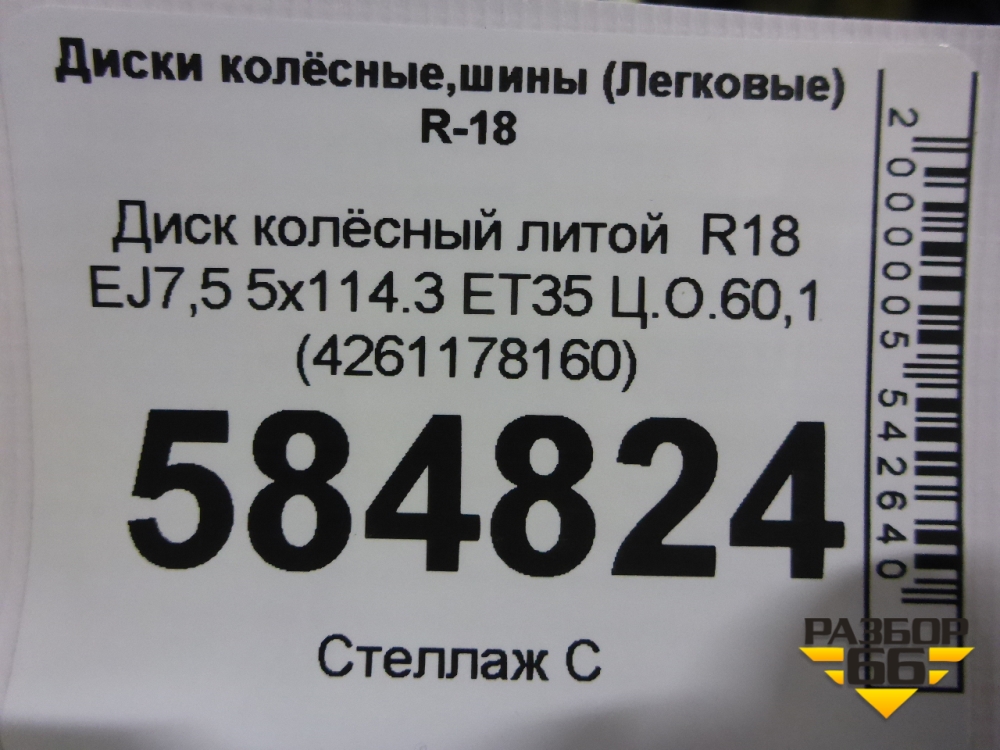 Диски колёсные,шины (Легковые)
R-18
Диск колёсный литой R18
EJ7,5 5x114.3 ET35 Ц.О.60,1
(4261178160)
584824
Стеллаж С
2000005542640
РАЗБОР
66